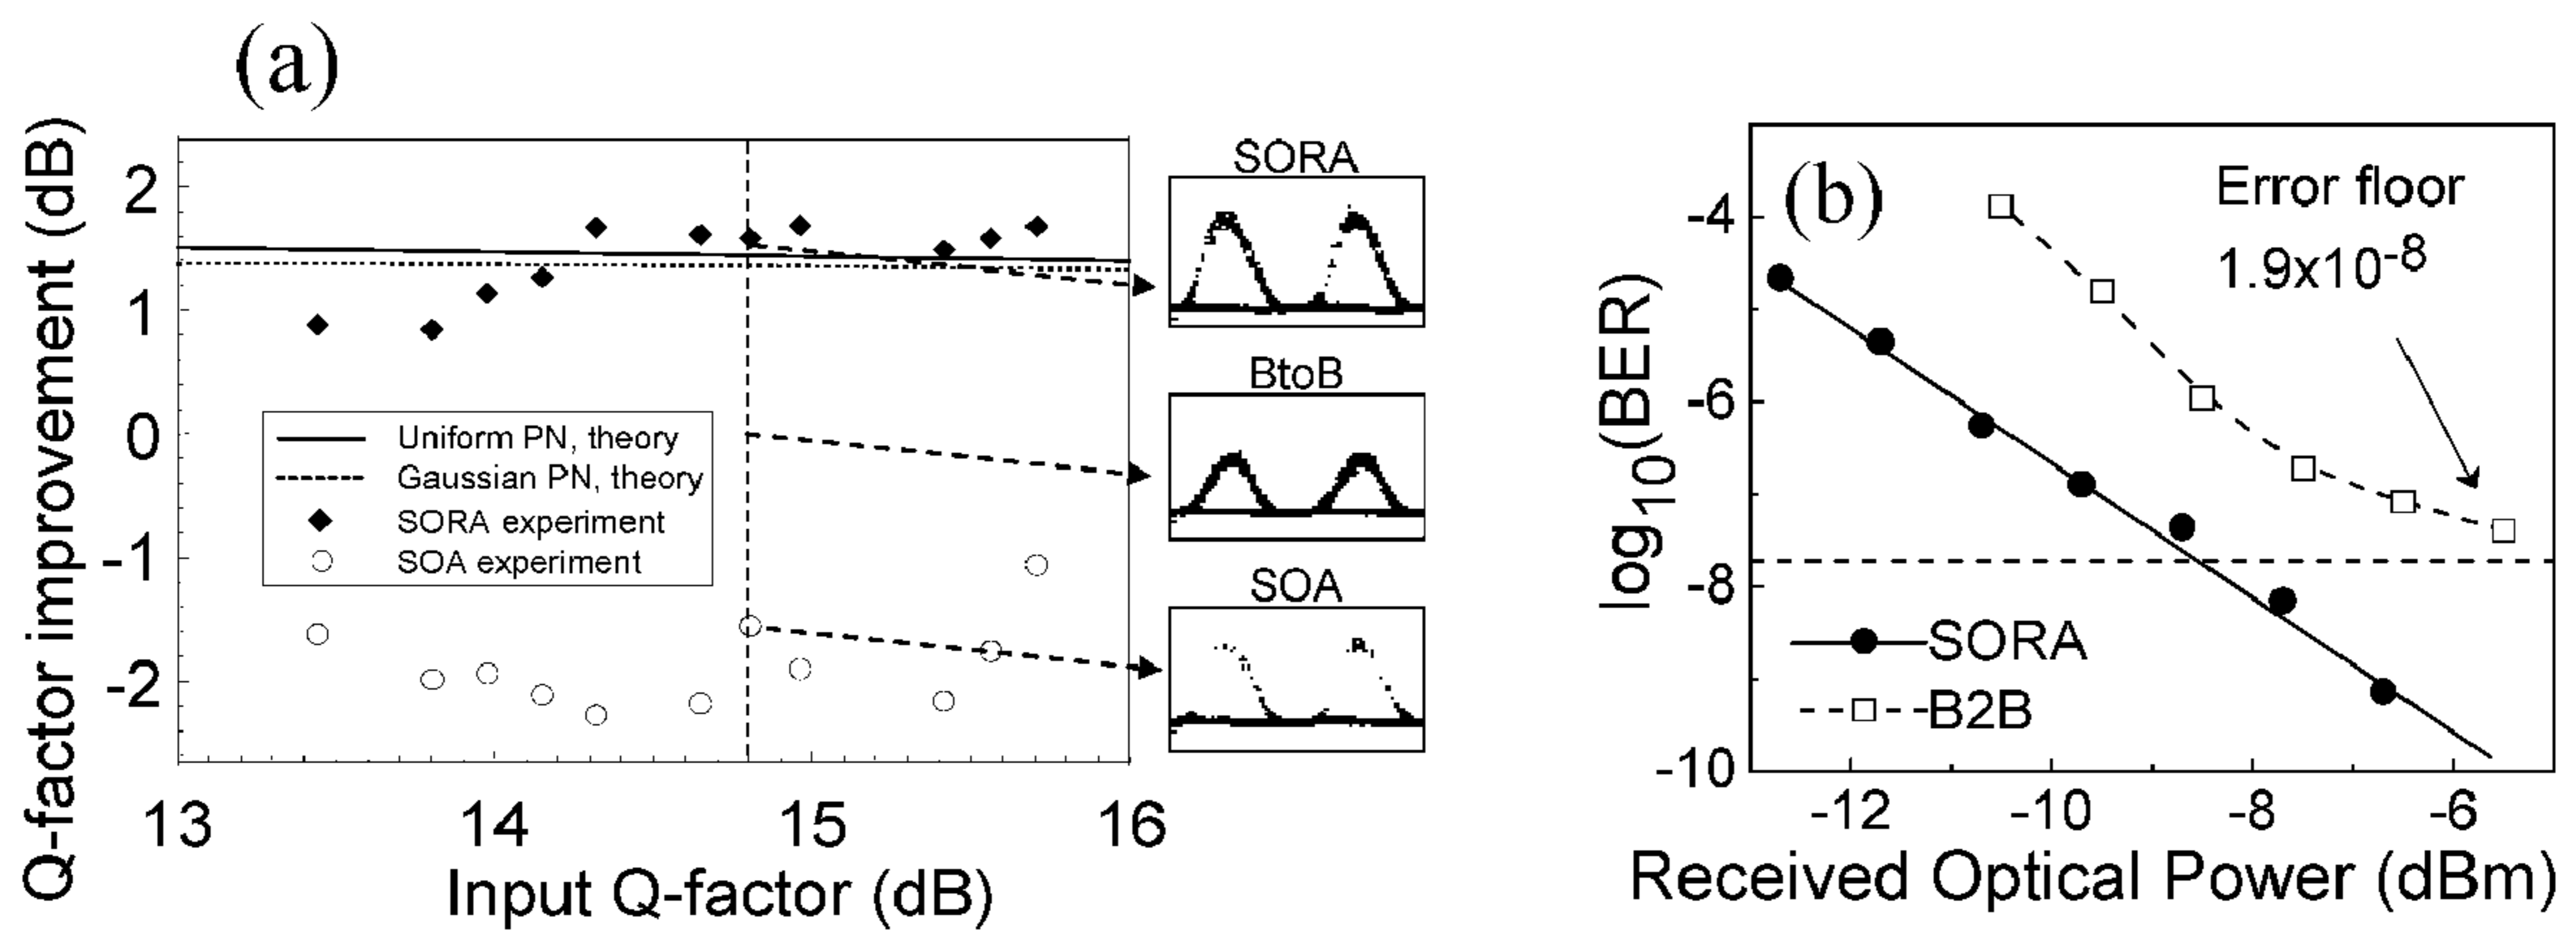 (a)
Q-factor improvement (dB)
2
1
0
-1
-2
Uniform PN, theory
Gaussian PN, theory
SORA experiment
SOA experiment
13 14 15 16
Input Q-factor (dB)
SORA
BtoB
SOA
(b)
log10(BER)
-4
-6
-8
-10
Error floor
1.9x10-8
SORA
B2B
-12 -10 -8 -6
Received Optical Power (dBm)